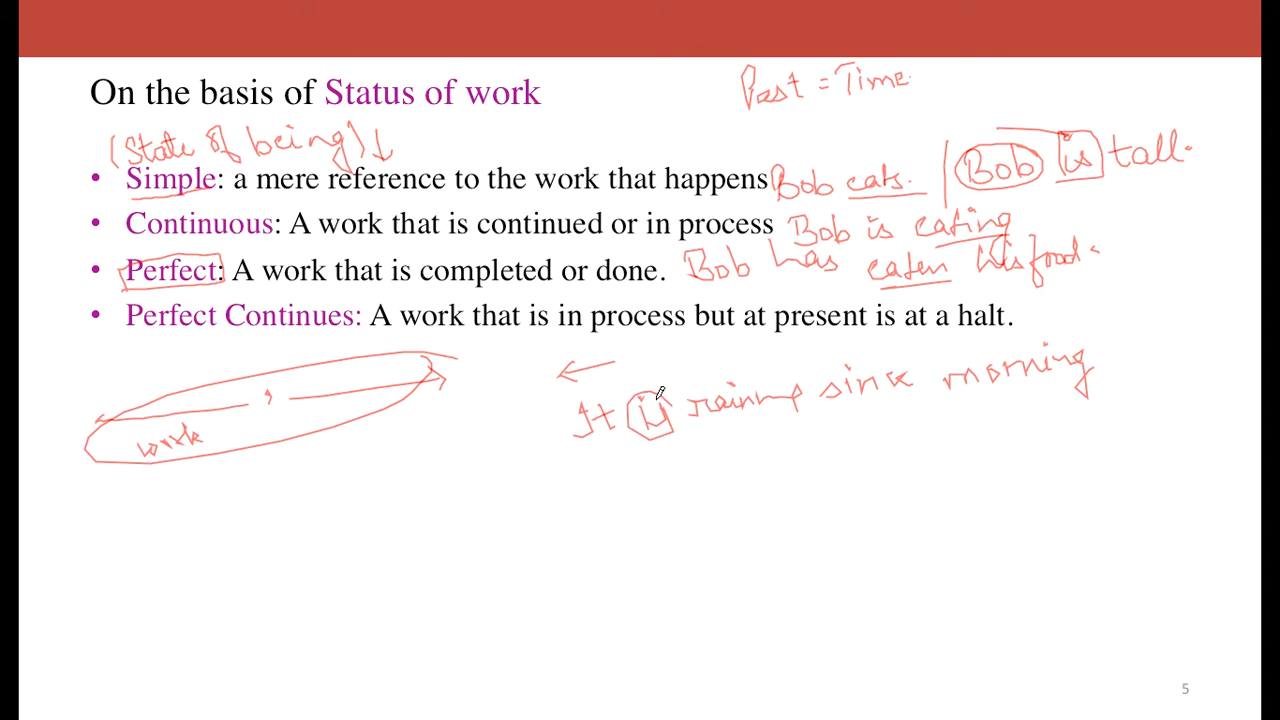 On the basis of Status of work
Past = Time
(State of being)
• Simple: a mere reference to the work that happens Bob eats. | Bob is tall.
• Continuous: A work that is continued or in process Bob is eating
• Perfect: A work that is completed or done. Bob has eaten his food.
• Perfect Continues: A work that is in process but at present is at a halt.
It is raining since morning
work
5